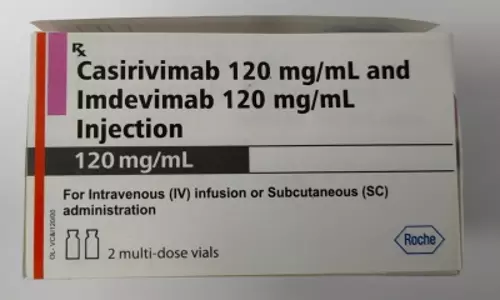 Rx
Casirivimab 120 mg/mL and
Imdevimab 120 mg/mL
Injection
120 mg/mL
For Intravenous (IV) infusion or Subcutaneous (SC)
administration
2 multi-dose vials
Roche